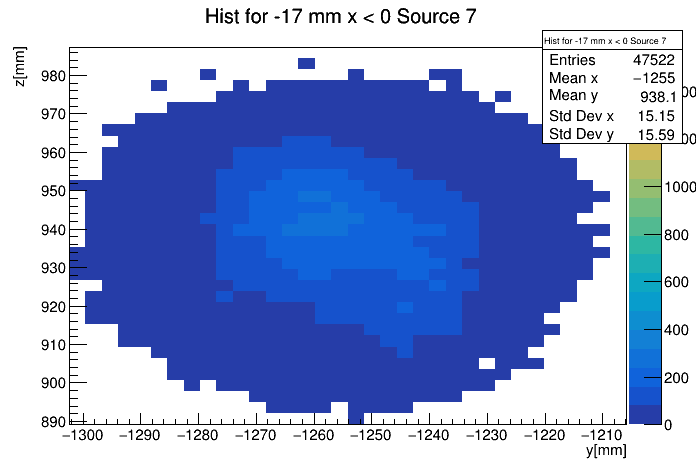 Hist for -17 mm x < 0 Source 7
z[mm]
Hist for -17 mm x < 0 Source 7
Entries 47522
Mean x −1255
Mean y 938.1
Std Dev x 15.15
Std Dev y 15.59
980
970
960
950
940
930
920
910
900
890
1000
800
600
400
200
0
−1300 −1290 −1280 −1270 −1260 −1250 −1240 −1230 −1220 −1210
y[mm]